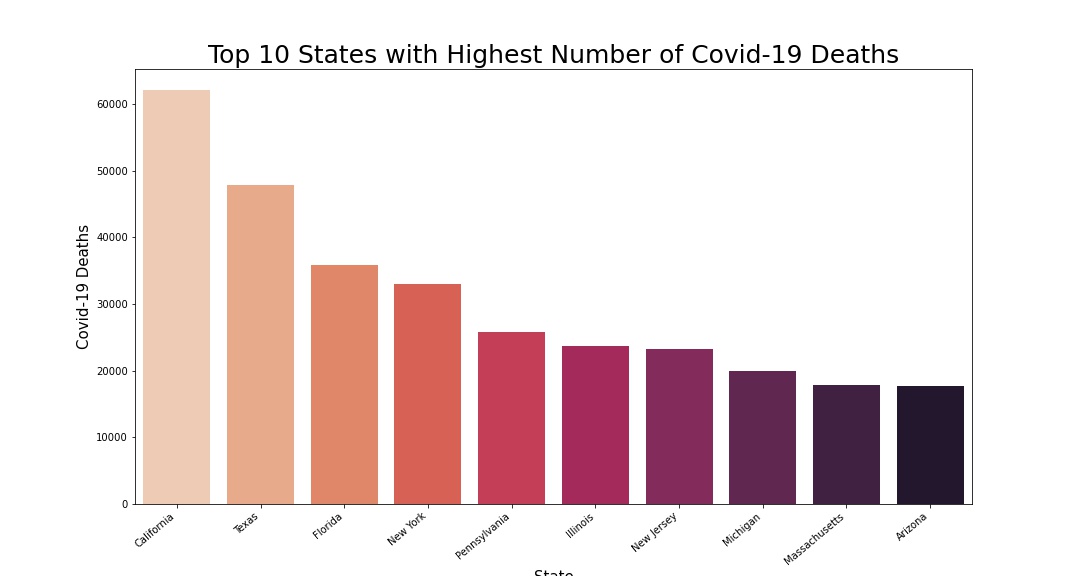 Top 10 States with Highest Number of Covid-19 Deaths
Covid-19 Deaths
60000
50000
40000
30000
20000
10000
0
California
Texas
Florida
New York
Pennsylvania
Illinois
New Jersey
Michigan
Massachusetts
Arizona
State